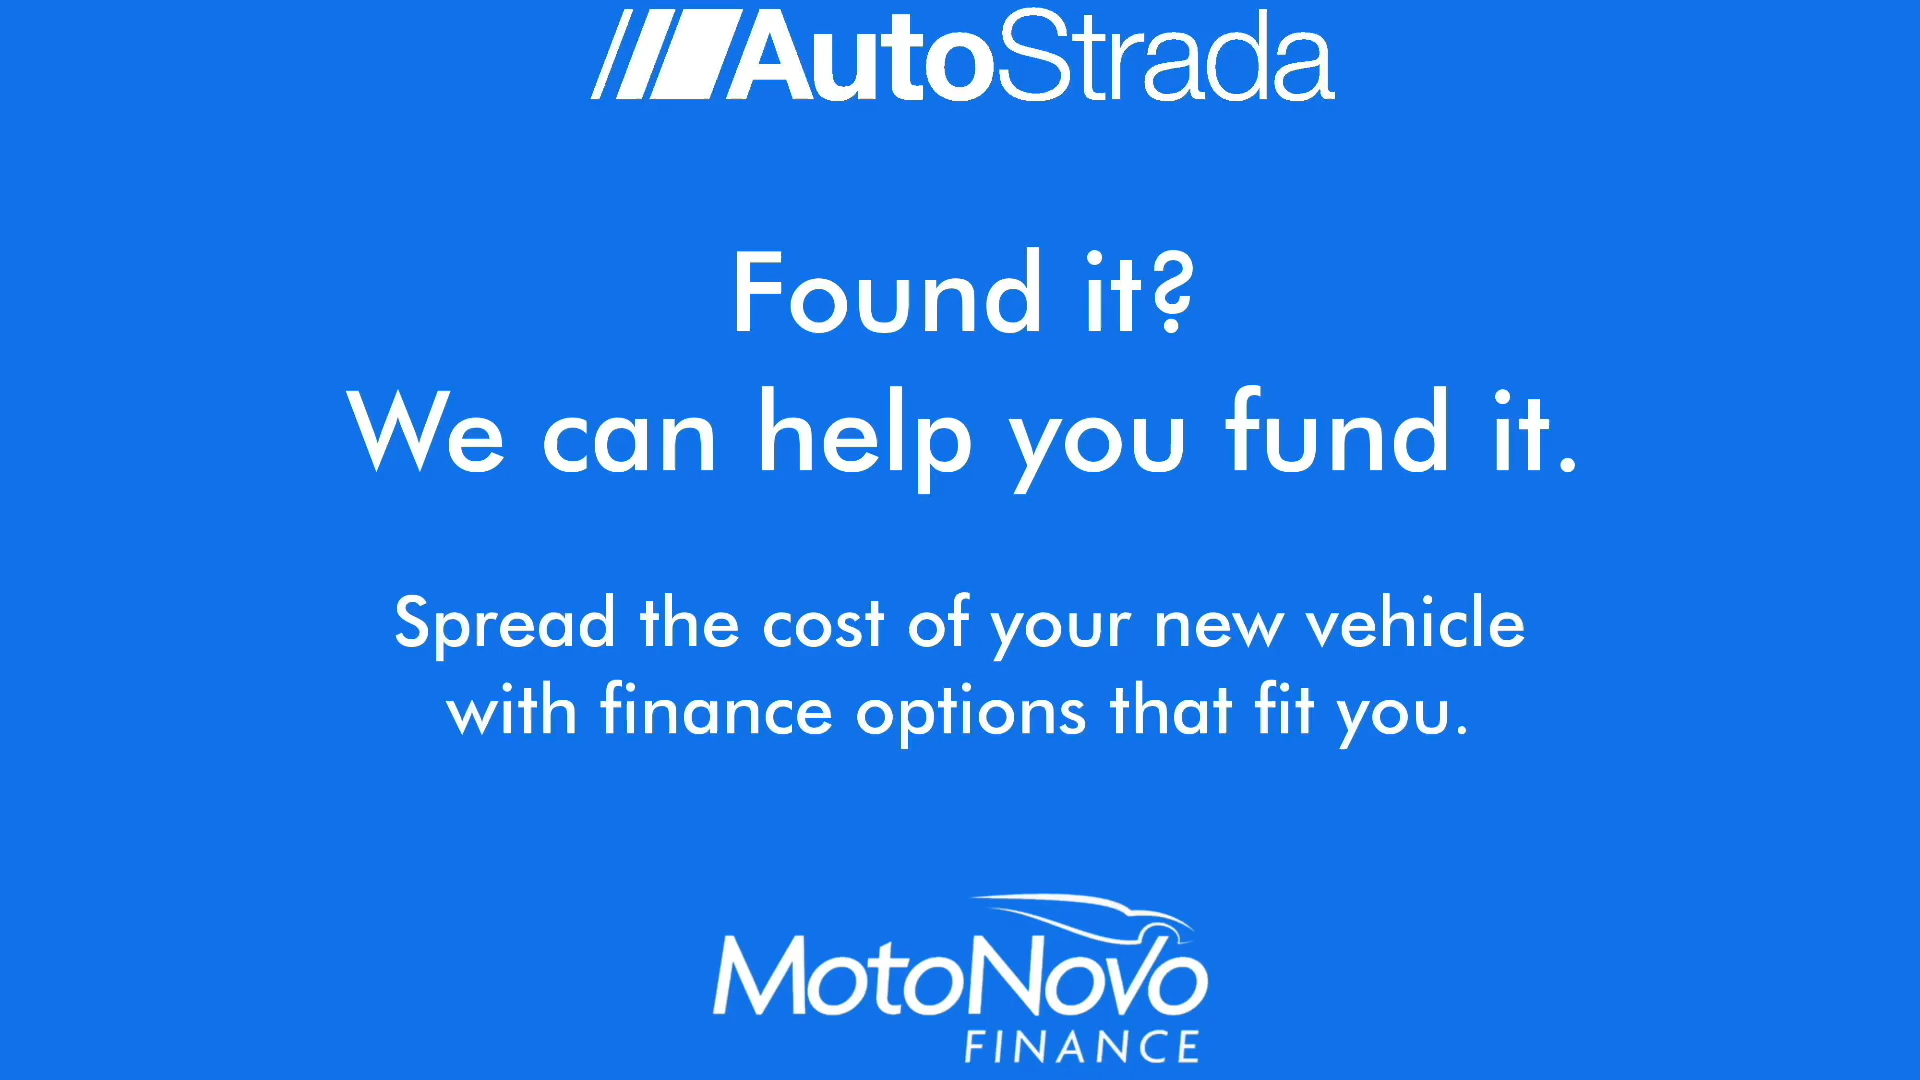 AutoStrada
Found it?
We can help you fund it.
Spread the cost of your new vehicle
with finance options that fit you.
MotoNovo
FINANCE